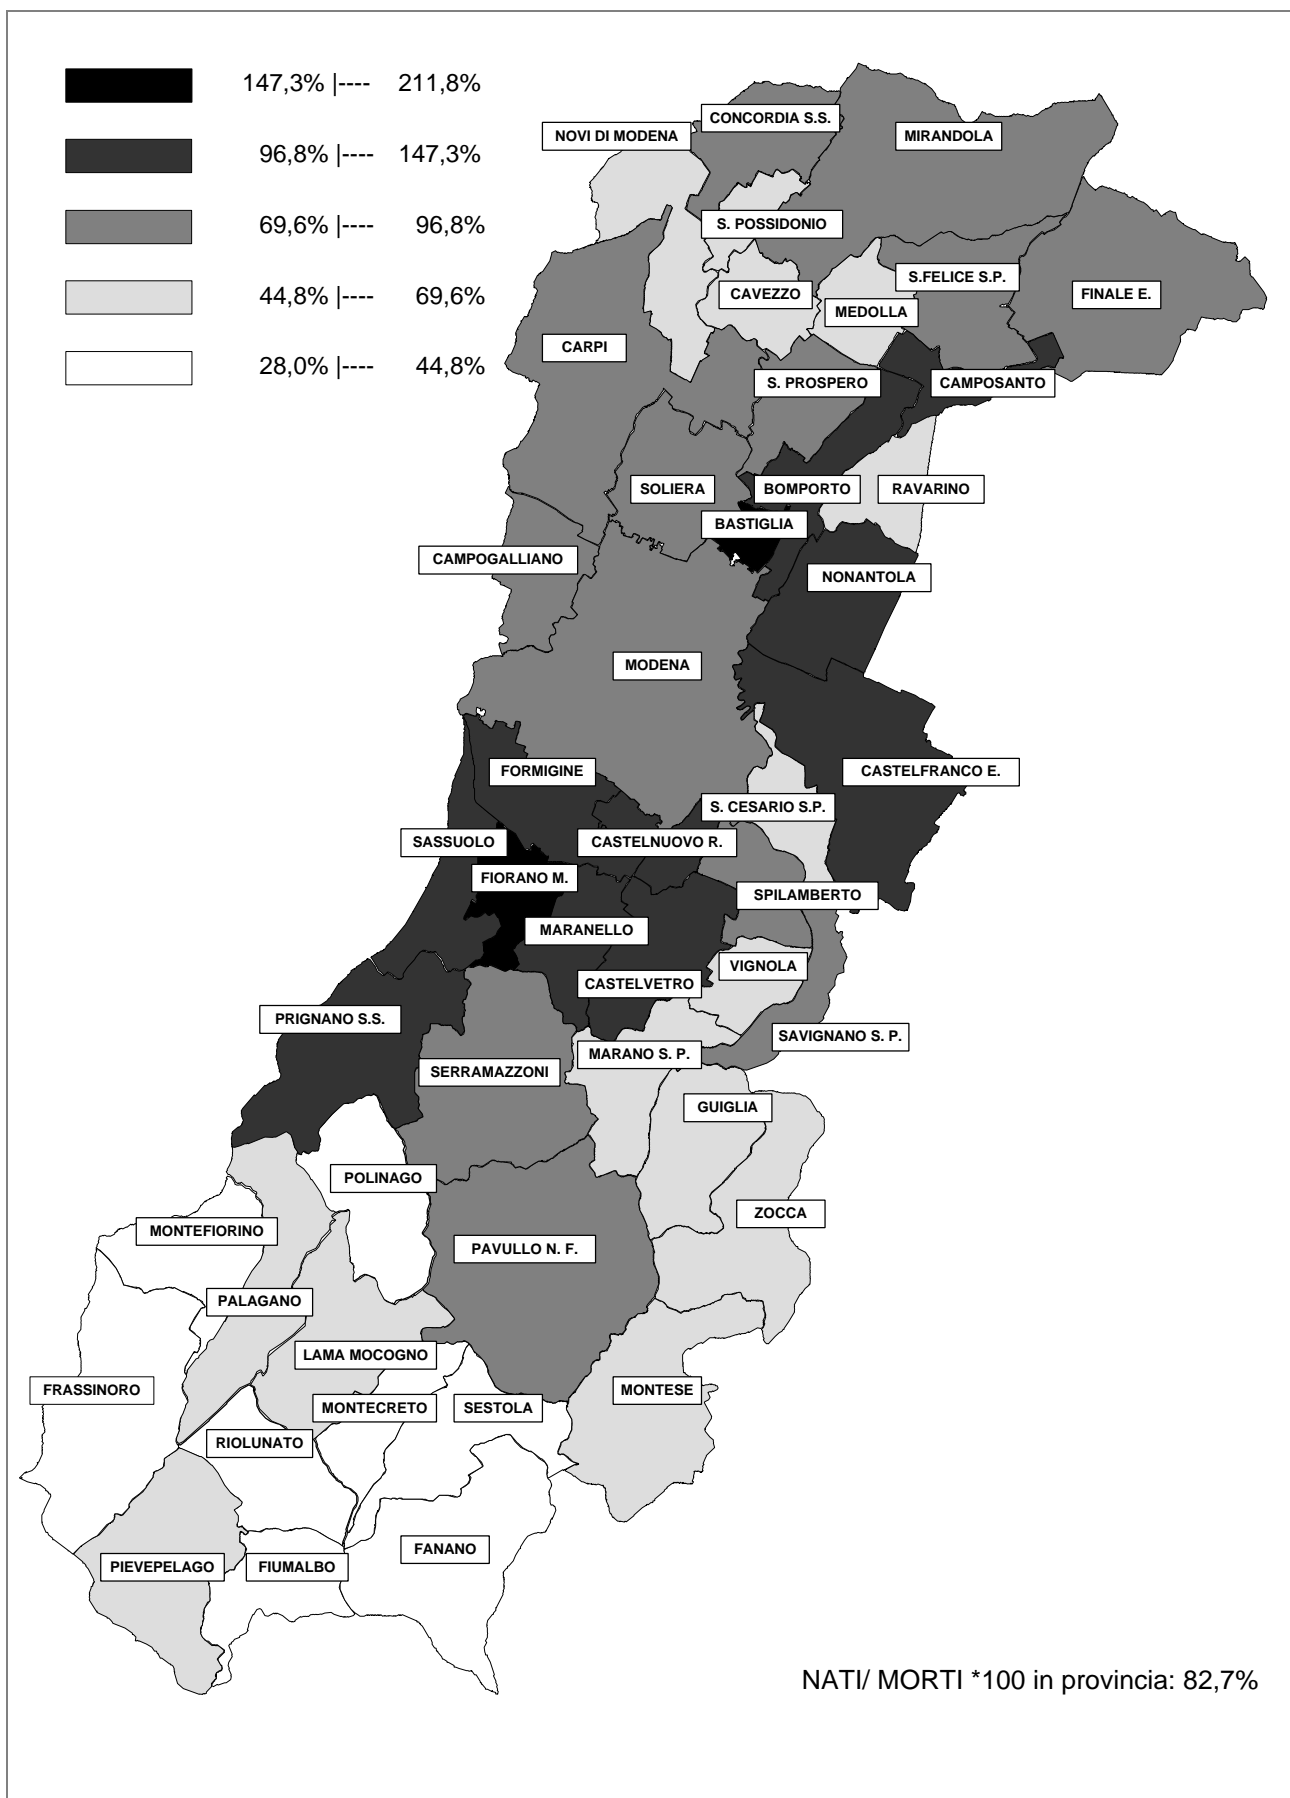 147,3% |---- 211,8%
96,8% |---- 147,3%
69,6% |---- 96,8%
44,8% |---- 69,6%
28,0% |---- 44,8%
CONCORDIA S.S.
NOVI DI MODENA
MIRANDOLA
S. POSSIDONIO
S.FELICE S.P.
CAVEZZO
FINALE E.
MEDOLLA
CARPI
S. PROSPERO
CAMPOSANTO
SOLIERA
BOMPORTO
RAVARINO
BASTIGLIA
CAMPOGALLIANO
NONANTOLA
MODENA
FORMIGINE
CASTELFRANCO E.
S. CESARIO S.P.
SASSUOLO
CASTELNUOVO R.
FIORANO M.
SPILAMBERTO
MARANELLO
VIGNOLA
CASTELVETRO
PRIGNANO S.S.
SAVIGNANO S. P.
MARANO S. P.
SERRAMAZZONI
GUIGLIA
POLINAGO
ZOCCA
MONTEFIORINO
PAVULLO N. F.
PALAGANO
LAMA MOCOGNO
FRASSINORO
MONTESE
MONTECRETO
SESTOLA
RIOLUNATO
FANANO
PIEVEPELAGO
FIUMALBO
NATI/ MORTI *100 in provincia: 82,7%